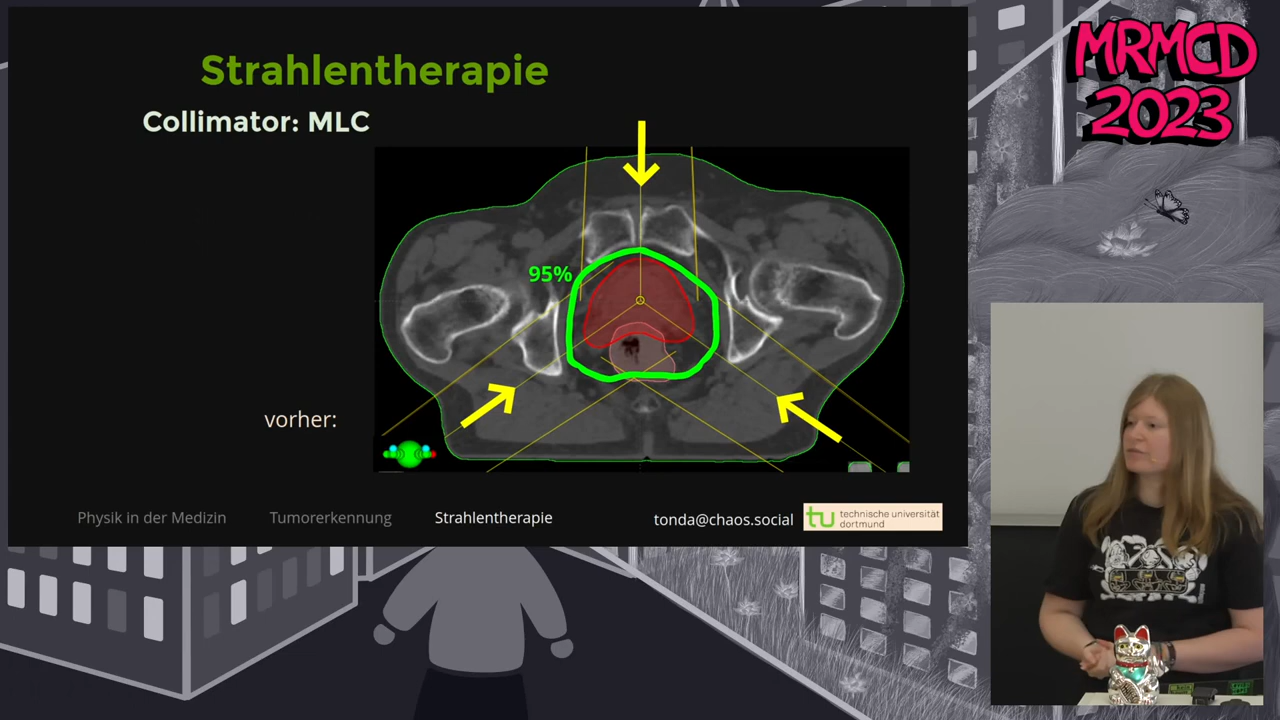 Strahlentherapie
Collimator: MLC
95%
vorher:
Physik in der Medizin
Tumorerkennung
Strahlentherapie
tonda@chaos.social
tu technische universität
dortmund
MRMCD
2023